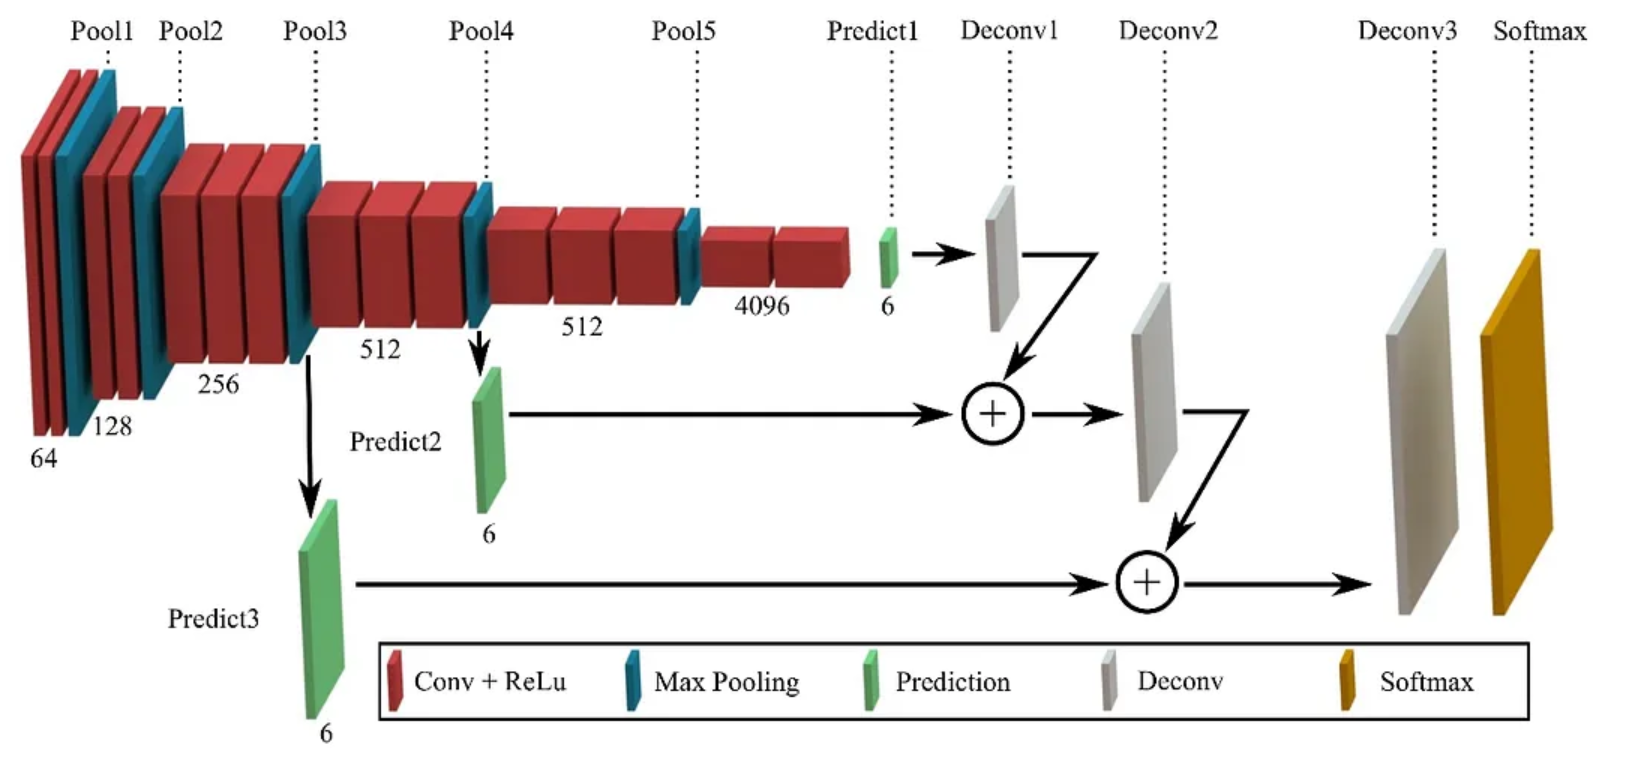 Pool1 Pool2 Pool3 Pool4 Pool5 Predict1 Deconv1 Deconv2 Deconv3 Softmax
4096
6
512
512
256
128
64
Predict2
6
Predict3
6
+
+
Conv + ReLu Max Pooling Prediction Deconv Softmax